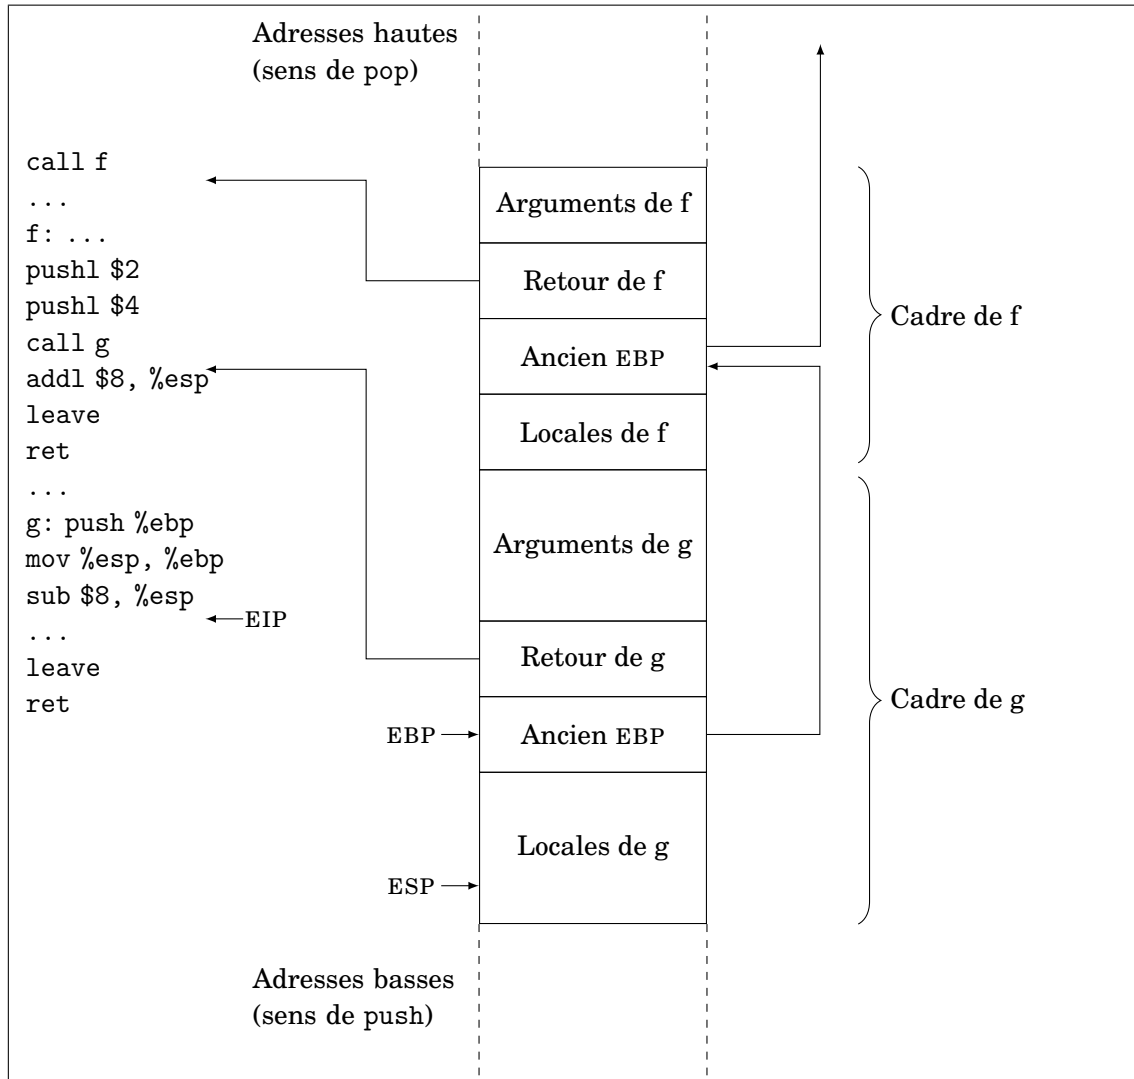 Adresses hautes
(sens de pop)
call f
...
f: ...
pushl $2
pushl $4
call g
addl $8, %esp
leave
ret
...
g: push %ebp
mov %esp, %ebp
sub $8, %esp
...
leave
ret
EIP
EBP
ESP
Arguments de f
Retour de f
Ancien EBP
Locales de f
Arguments de g
Retour de g
Ancien EBP
Locales de g
Cadre de f
Cadre de g
Adresses basses
(sens de push)